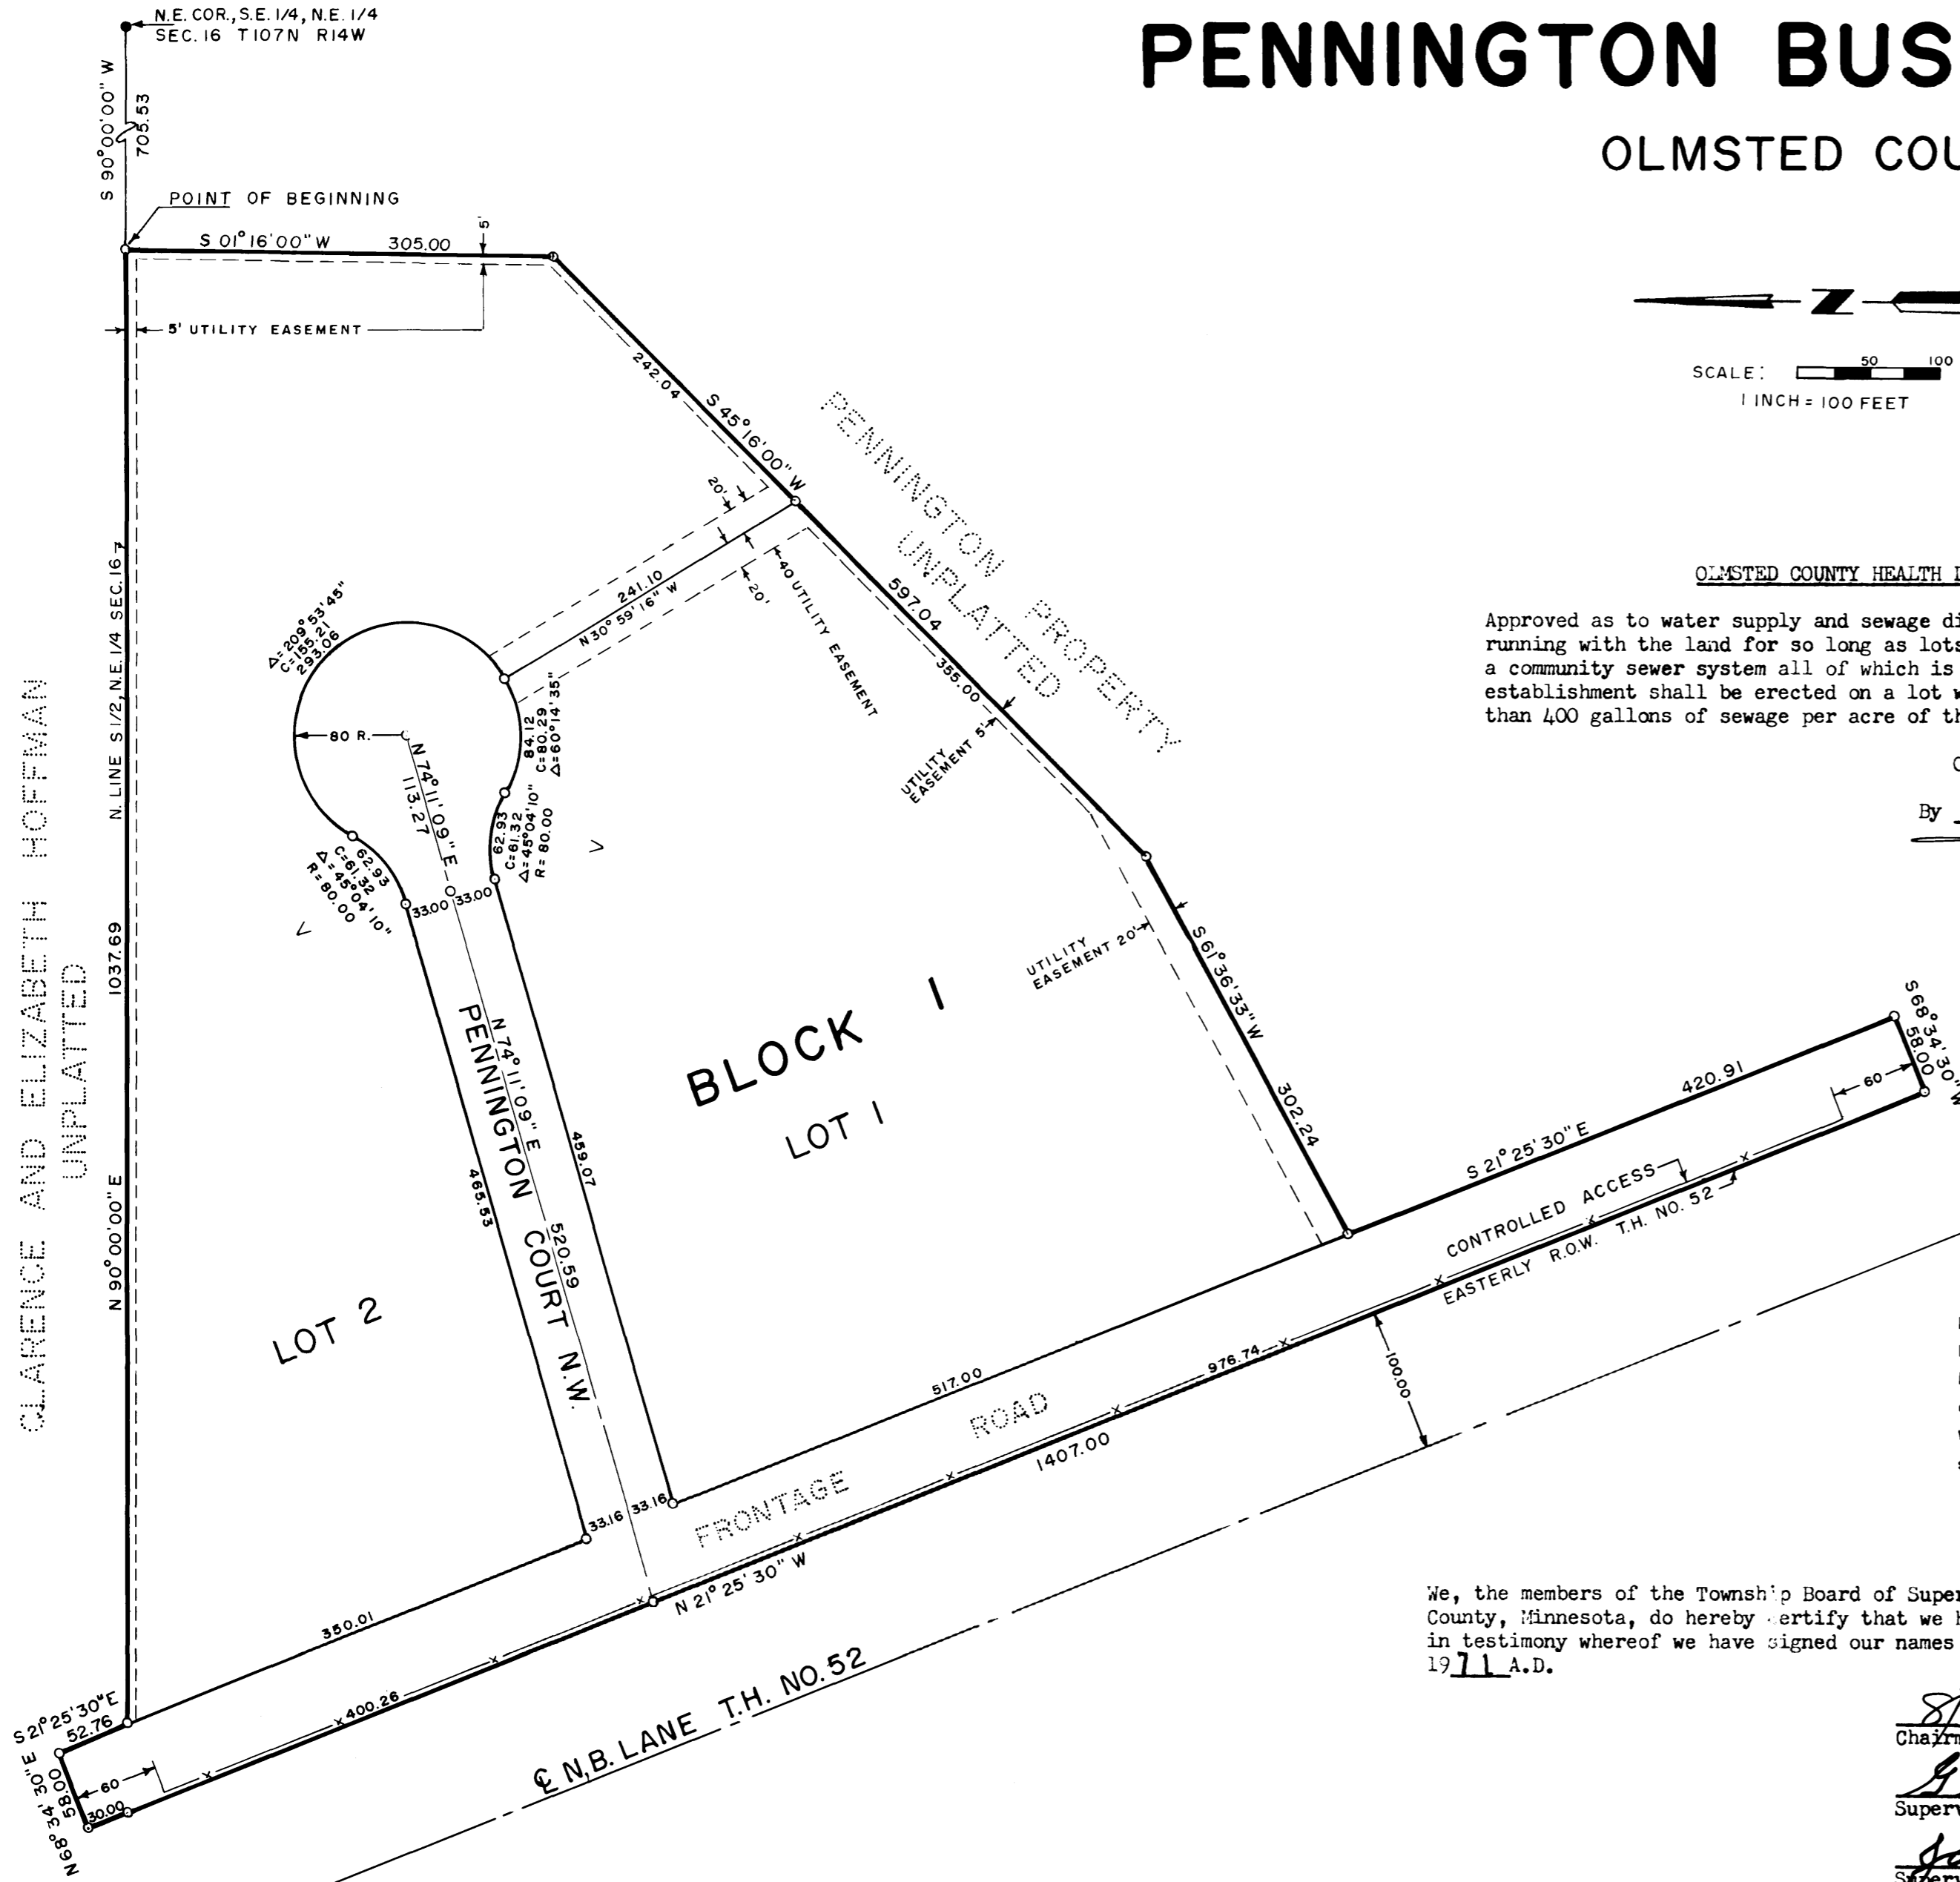 N.E. COR., S.E. 1/4, N.E. 1/4
SEC. 16 T107N R14W
PENNINGTON BUS
OLMSTED COU
S 90°00'00" W
705.53
POINT OF BEGINNING
S 01°16'00" W 305.00
5'
5' UTILITY EASEMENT
Z
SCALE: 50 100
1 INCH = 100 FEET
242.04
S 45°16'00" W
PENNINGTON PROPERTY
UNPLATTED
20'
241.10
N 30°59'16" W
20'
40 UTILITY EASEMENT
597.04
355.00
UTILITY
EASEMENT 5'
N. LINE S 1/2, N.E. 1/4 SEC. 16
Δ=209°53'45"
C=155.21
293.06
80 R.
N 74°11'09" E
113.27
84.12
C=80.29
Δ=60°14'35"
62.93
C=61.32
Δ=45°04'10"
R=80.00
62.93
C=61.32
Δ=45°04'10"
R=80.00
33.00 33.00
OLMSTED COUNTY HEALTH
Approved as to water supply and sewage di
running with the land for so long as lots
a community sewer system all of which is
establishment shall be erected on a lot w
than 400 gallons of sewage per acre of th
By
CLARENCE AND ELIZABETH HOFFMAN
UNPLATTED
1037.69
N 90°00'00" E
UTILITY
EASEMENT 20'
S 61°36'33" W
302.24
BLOCK 1
LOT 1
LOT 2
N 74°11'09" E
520.59
PENNINGTON COURT N.W.
465.53
459.07
S 68°34'30" W
58.00
60
420.91
S 21°25'30" E
CONTROLLED ACCESS
EASTERLY R.O.W. T.H. NO. 52
100.00
517.00
976.74
FRONTAGE ROAD
1407.00
33.16 33.16
N 21°25'30" W
350.01
400.26
S 21°25'30" E
52.76
N 68°34'30" E
58.00
60
30.00
℄ N.B. LANE T.H. NO. 52
We, the members of the Township Board of Super
County, Minnesota, do hereby certify that we h
in testimony whereof we have signed our names
1971 A.D.
Chairm
Superv
Superv